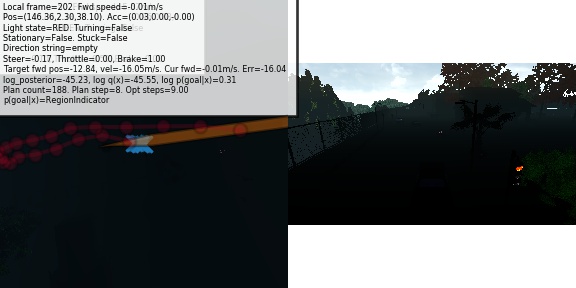 Local frame=202. Fwd speed=-0.01m/s
Pos=(146.36,2.30,38.10). Acc=(0.03,0.00,-0.00)
Light state=RED. Turning=False
Stationary=False. Stuck=False
Direction string=empty
Steer=-0.17, Throttle=0.00, Brake=1.00
Target fwd pos=-12.84, vel=-16.05m/s. Cur fwd=-0.01m/s. Err=-16.04
log_posterior=-45.23, log q(x)=-45.55, log p(goal|x)=0.31
Plan count=188. Plan step=8. Opt steps=9.00
p(goal|x)=RegionIndicator